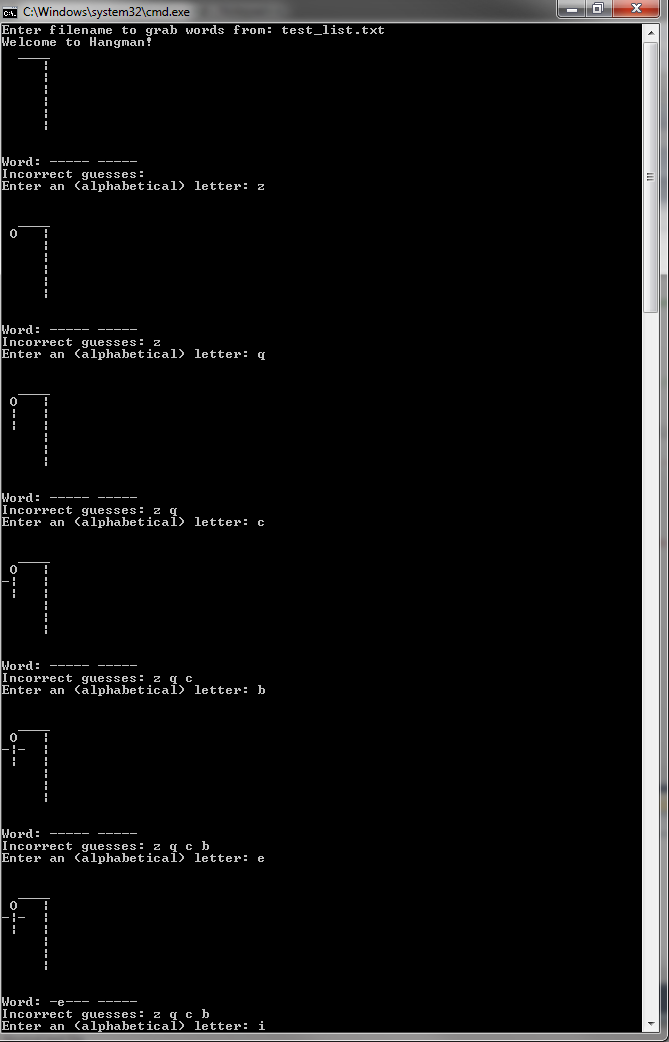 C:\Windows\system32\cmd.exe
Enter filename to grab words from: test_list.txt
Welcome to Hangman!
Word: ----- -----
Incorrect guesses:
Enter an (alphabetical) letter: z
O
Word: ----- -----
Incorrect guesses: z
Enter an (alphabetical) letter: q
O
Word: ----- -----
Incorrect guesses: z q
Enter an (alphabetical) letter: c
O
Word: ----- -----
Incorrect guesses: z q c
Enter an (alphabetical) letter: b
O
Word: ----- -----
Incorrect guesses: z q c b
Enter an (alphabetical) letter: e
O
Word: -e--- -----
Incorrect guesses: z q c b
Enter an (alphabetical) letter: i